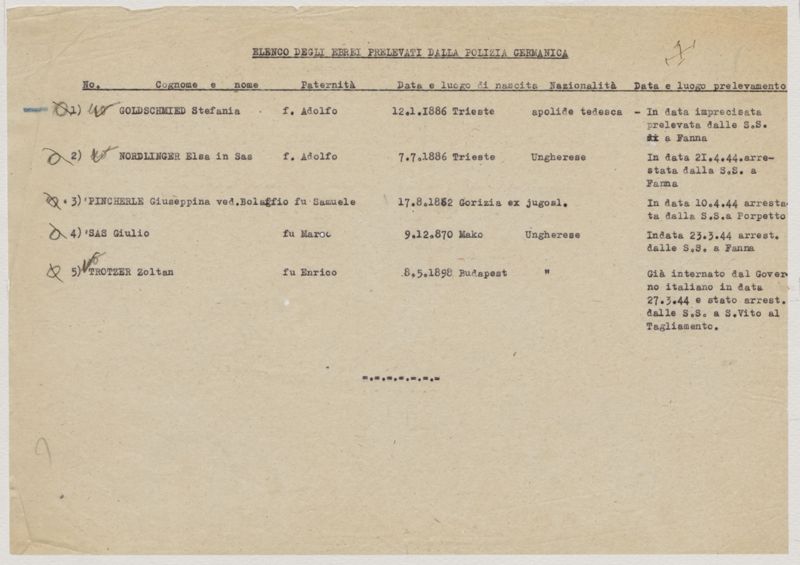 ELENCO DEGLI EBREI PRELEVATI DALLA POLIZIA GERMANICA
No. Cognome e nome Paternità Data e luogo di nascita Nazionalità Data e luogo prelevamento
1) GOLDSCHMIED Stefania f. Adolfo 12.1.1886 Trieste apolide tedesca - In data imprecisata
prelevata dalle S.S.
a Fanna
2) NORDLINGER Elsa in Sas f. Adolfo 7.7.1886 Trieste Ungherese In data 21.4.44.arre-
stata dalla S.S. a
Fanna
3) PINCHERLE Giuseppina ved.Bolaffio fu Samuele 17.8.1862 Gorizia ex jugosl. In data 10.4.44 arresta
ta dalla S.S.a Porpetto
4) SAS Giulio fu Marco 9.12.870 Mako Ungherese Indata 23.3.44 arrest.
dalle S.S. a Fanna
5) TROTZER Zoltan fu Enrico 8.5.1898 Budapest " Già internato dal Gover
no italiano in data
27.3.44 e stato arrest.
dalle S.S. a S.Vito al
Tagliamento.
=.=.=.=.=.=.=.=